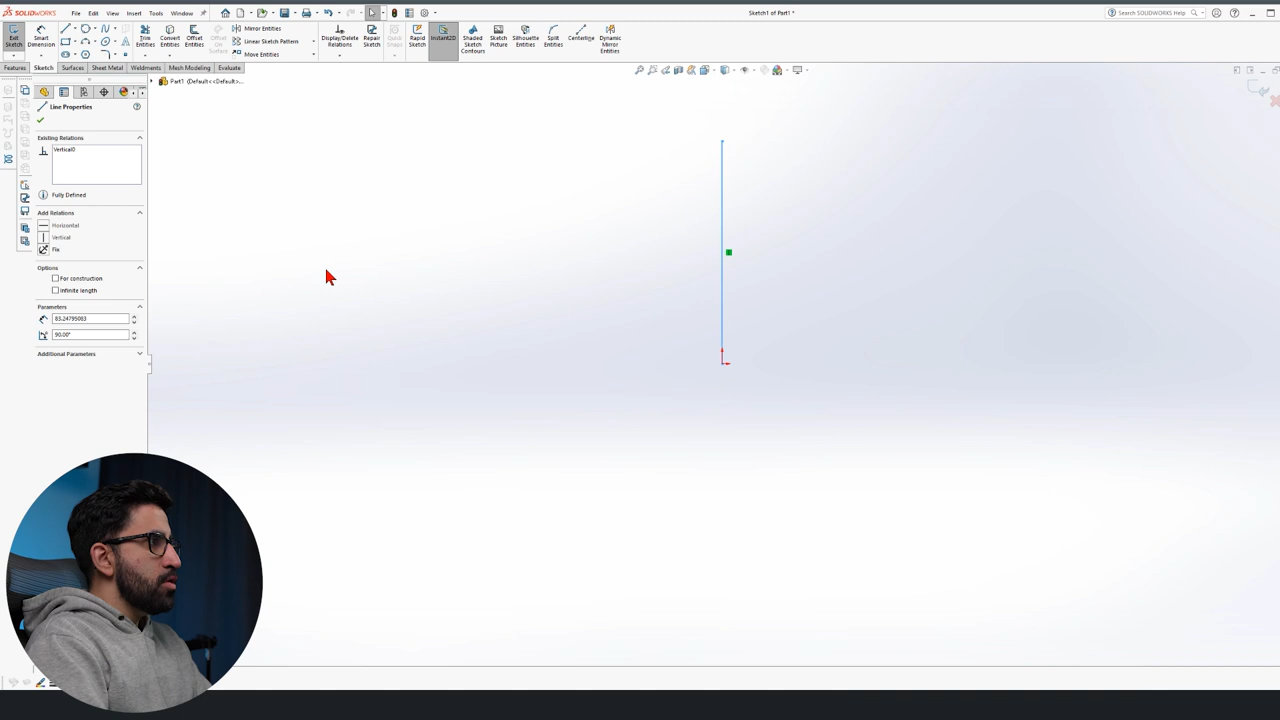 SOLIDWORKS File Edit View Insert Tools Window Sketch1 of Part1 * Search SOLIDWORKS Help
Exit Sketch Smart Dimension Trim Entities Convert Entities Offset Entities Offset On Surface Mirror Entities Linear Sketch Pattern Move Entities Display/Delete Relations Repair Sketch Quick Snaps Rapid Sketch Instant2D Shaded Sketch Contours Sketch Picture Silhouette Entities Split Entities Centerline Dynamic Mirror Entities
Features Sketch Surfaces Sheet Metal Weldments Mesh Modeling Evaluate
Part1 (Default<<Default>...
Line Properties
Existing Relations
Vertical0
Fully Defined
Add Relations
Horizontal
Vertical
Fix
Options
For construction
Infinite length
Parameters
83.24795083
90.00°
Additional Parameters